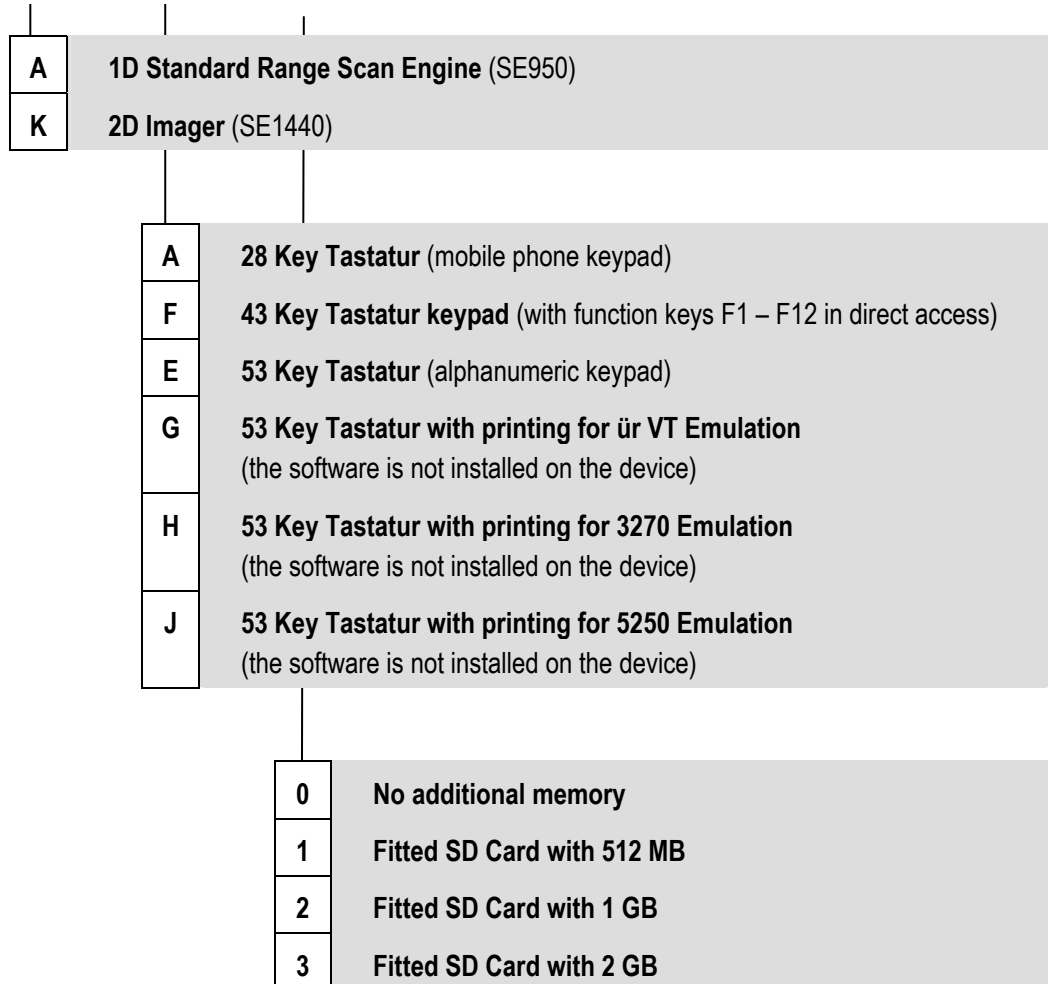 A 1D Standard Range Scan Engine (SE950)
K 2D Imager (SE1440)
A 28 Key Tastatur (mobile phone keypad)
F 43 Key Tastatur keypad (with function keys F1 – F12 in direct access)
E 53 Key Tastatur (alphanumeric keypad)
G 53 Key Tastatur with printing for ür VT Emulation
(the software is not installed on the device)
H 53 Key Tastatur with printing for 3270 Emulation
(the software is not installed on the device)
J 53 Key Tastatur with printing for 5250 Emulation
(the software is not installed on the device)
0 No additional memory
1 Fitted SD Card with 512 MB
2 Fitted SD Card with 1 GB
3 Fitted SD Card with 2 GB